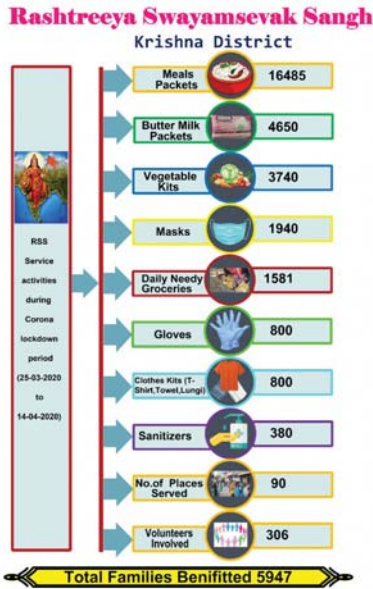 Rashtreeya Swayamsevak Sangh
Krishna District
RSS
Service
activities
during
Corona
lockdown
period
(25-03-2020
to
14-04-2020)
Meals
Packets
16485
Butter Milk
Packets
4650
Vegetable
Kits
3740
Masks
1940
Daily Needy
Groceries
1581
Gloves
800
Clothes Kits (T-
Shirt,Towel,Lungi)
800
Sanitizers
380
No.of Places
Served
90
Volunteers
Involved
306
Total Families Benifitted 5947